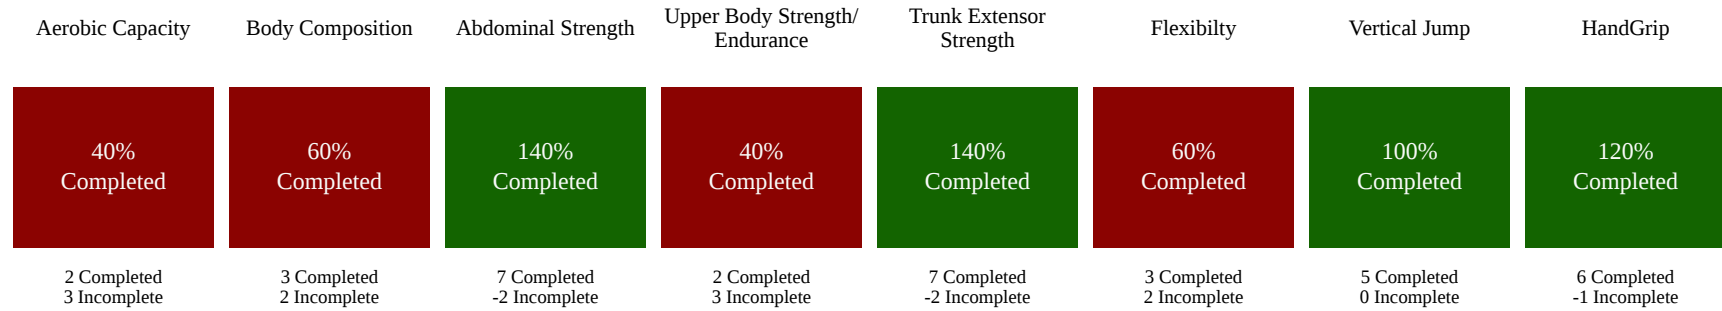 Aerobic Capacity
Body Composition
Abdominal Strength
Upper Body Strength/
Endurance
Trunk Extensor
Strength
Flexibilty
Vertical Jump
HandGrip
40%
Completed
60%
Completed
140%
Completed
40%
Completed
140%
Completed
60%
Completed
100%
Completed
120%
Completed
2 Completed
3 Incomplete
3 Completed
2 Incomplete
7 Completed
-2 Incomplete
2 Completed
3 Incomplete
7 Completed
-2 Incomplete
3 Completed
2 Incomplete
5 Completed
0 Incomplete
6 Completed
-1 Incomplete